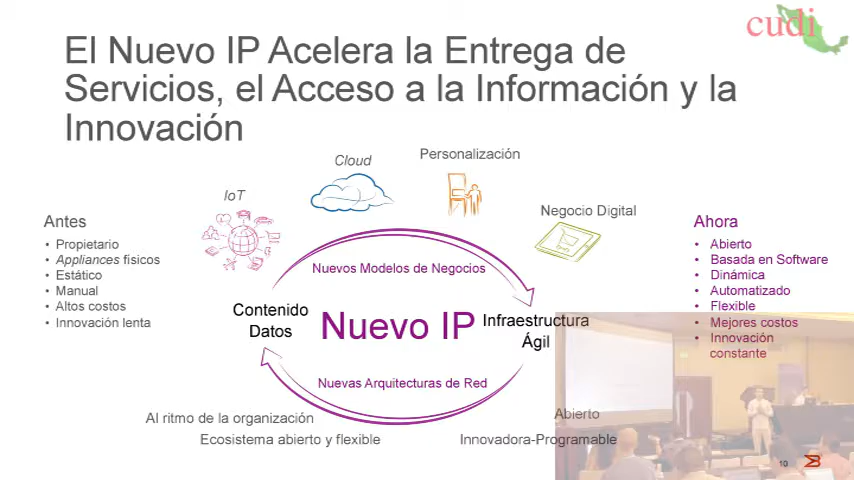 cudi
El Nuevo IP Acelera la Entrega de
Servicios, el Acceso a la Información y la
Innovación
Cloud
Personalización
IoT
Negocio Digital
Antes
• Propietario
• Appliances físicos
• Estático
• Manual
• Altos costos
• Innovación lenta
Nuevos Modelos de Negocios
Contenido
Datos
Nuevo IP
Infraestructura
Ágil
Nuevas Arquitecturas de Red
Al ritmo de la organización
Ecosistema abierto y flexible
Abierto
Innovadora-Programable
Ahora
• Abierto
• Basada en Software
• Dinámica
• Automatizado
• Flexible
• Mejores costos
• Innovación
constante
10